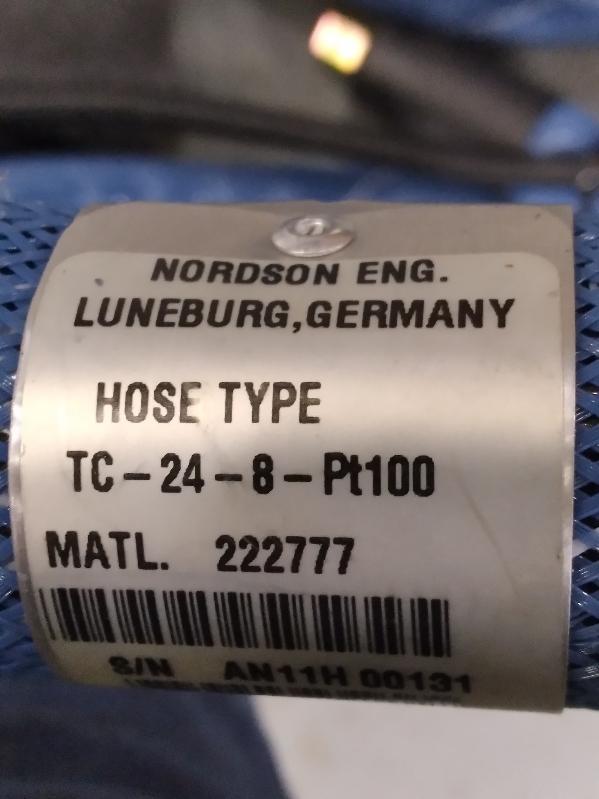 NORDSON ENG.
LUNEBURG,GERMANY
HOSE TYPE
TC-24-8-Pt100
MATL. 222777
S/N AN11H 00131